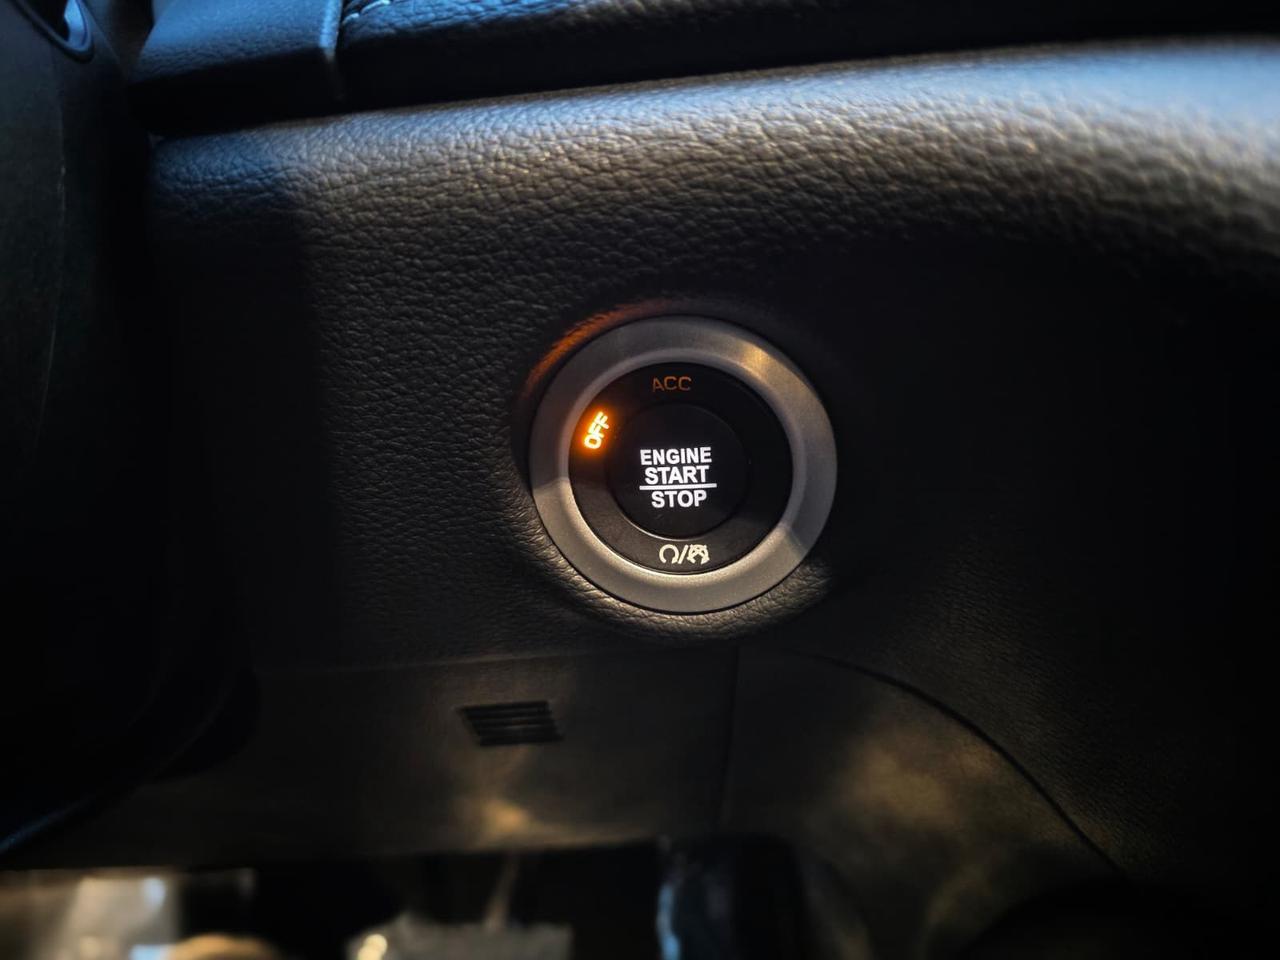 ACC
OFF
ENGINE
START
STOP